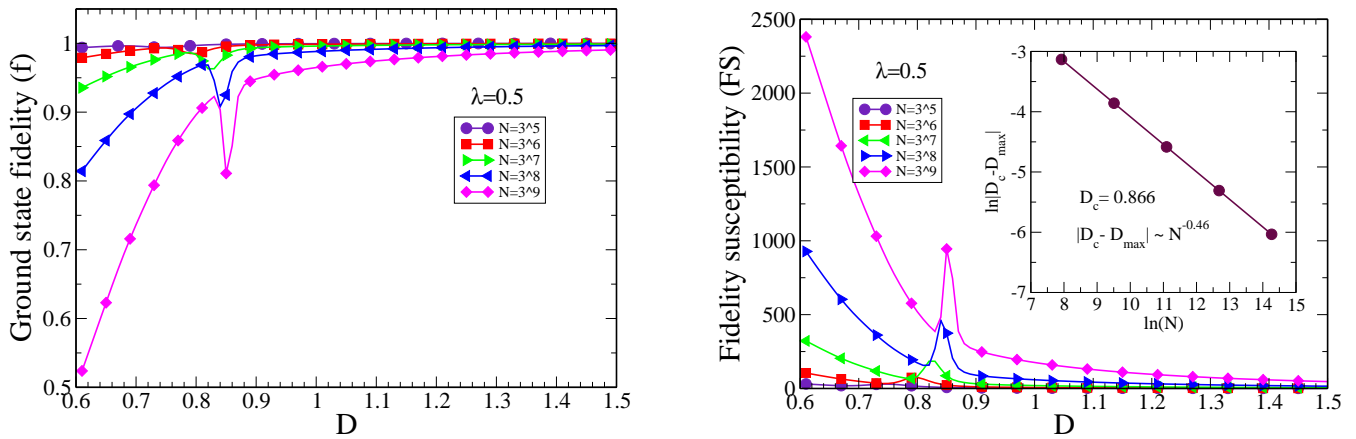 1
0.9
0.8
0.7
0.6
0.5
Ground state fidelity (f)
λ=0.5
N=3^5
N=3^6
N=3^7
N=3^8
N=3^9
0.6 0.7 0.8 0.9 1 1.1 1.2 1.3 1.4 1.5
D
2500
2000
1500
1000
500
0
Fidelity susceptibility (FS)
λ=0.5
N=3^5
N=3^6
N=3^7
N=3^8
N=3^9
0.6 0.7 0.8 0.9 1 1.1 1.2 1.3 1.4 1.5
D
-3
-4
-5
-6
-7
ln|D_c-D_max|
D_c= 0.866
|D_c - D_max| ~ N^-0.46
7 8 9 10 11 12 13 14 15
ln(N)